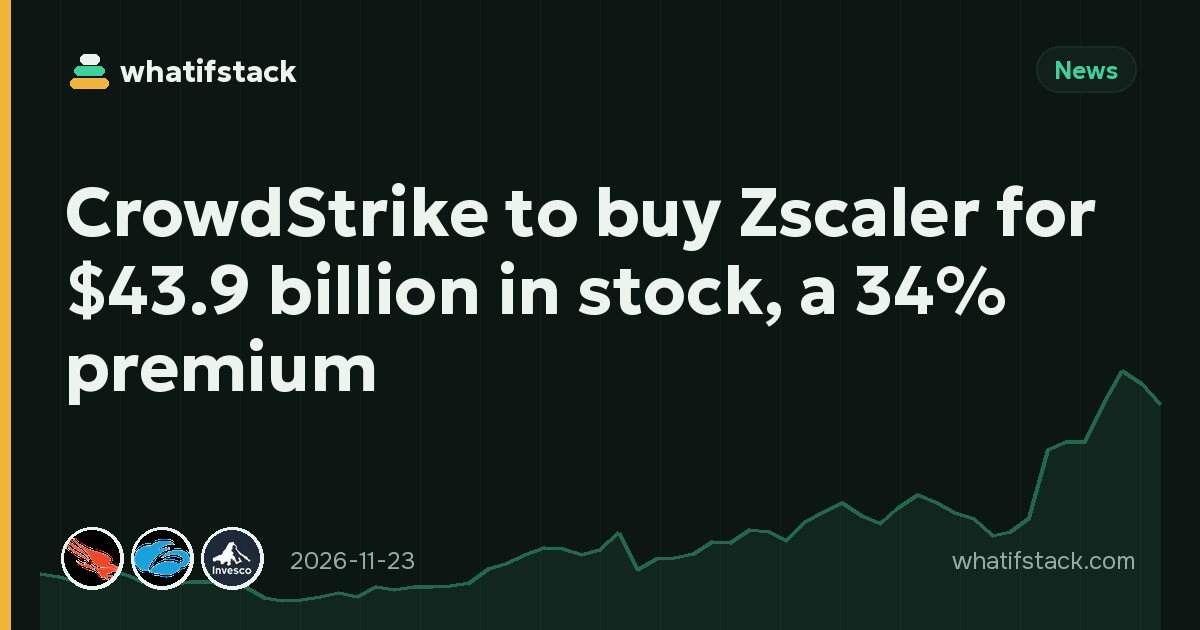 whatifstack
News
CrowdStrike to buy Zscaler for
$43.9 billion in stock, a 34%
premium
Invesco
2026-11-23
whatifstack.com